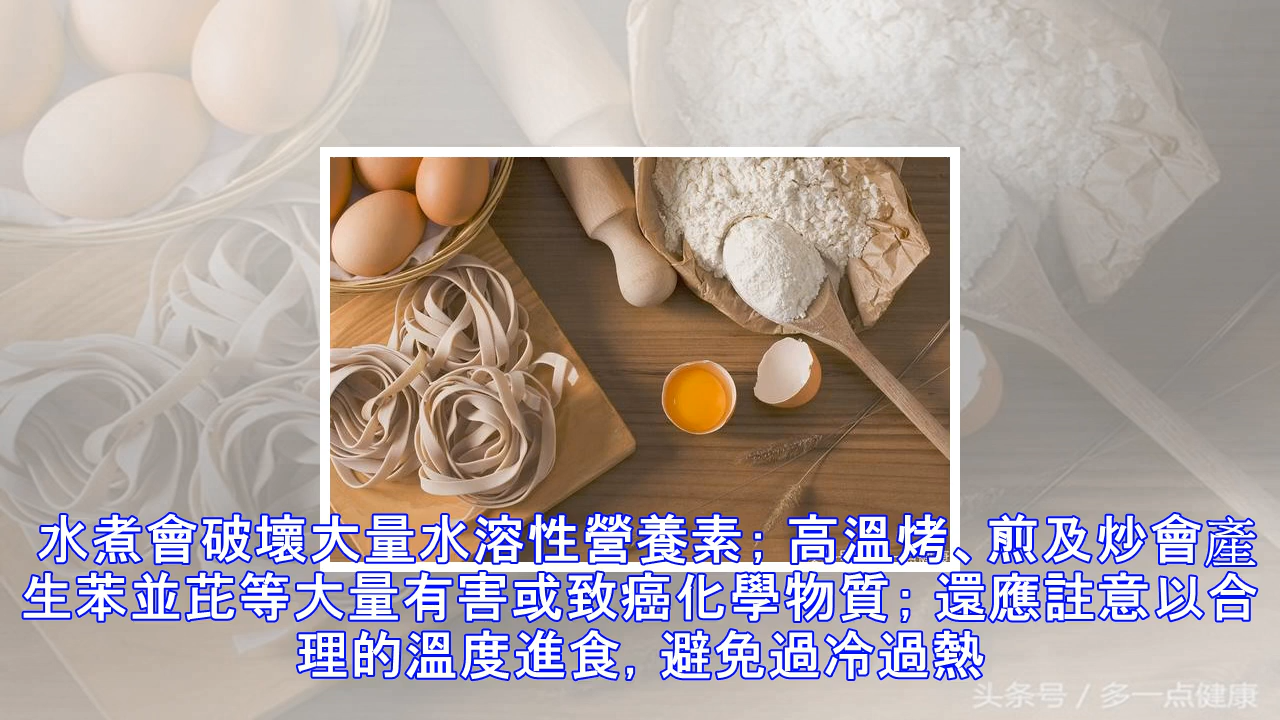 水煮會破壞大量水溶性營養素；高溫烤、煎及炒會產
生苯並芘等大量有害或致癌化學物質；還應註意以合
理的溫度進食，避免過冷過熱
头条号 / 多一点健康